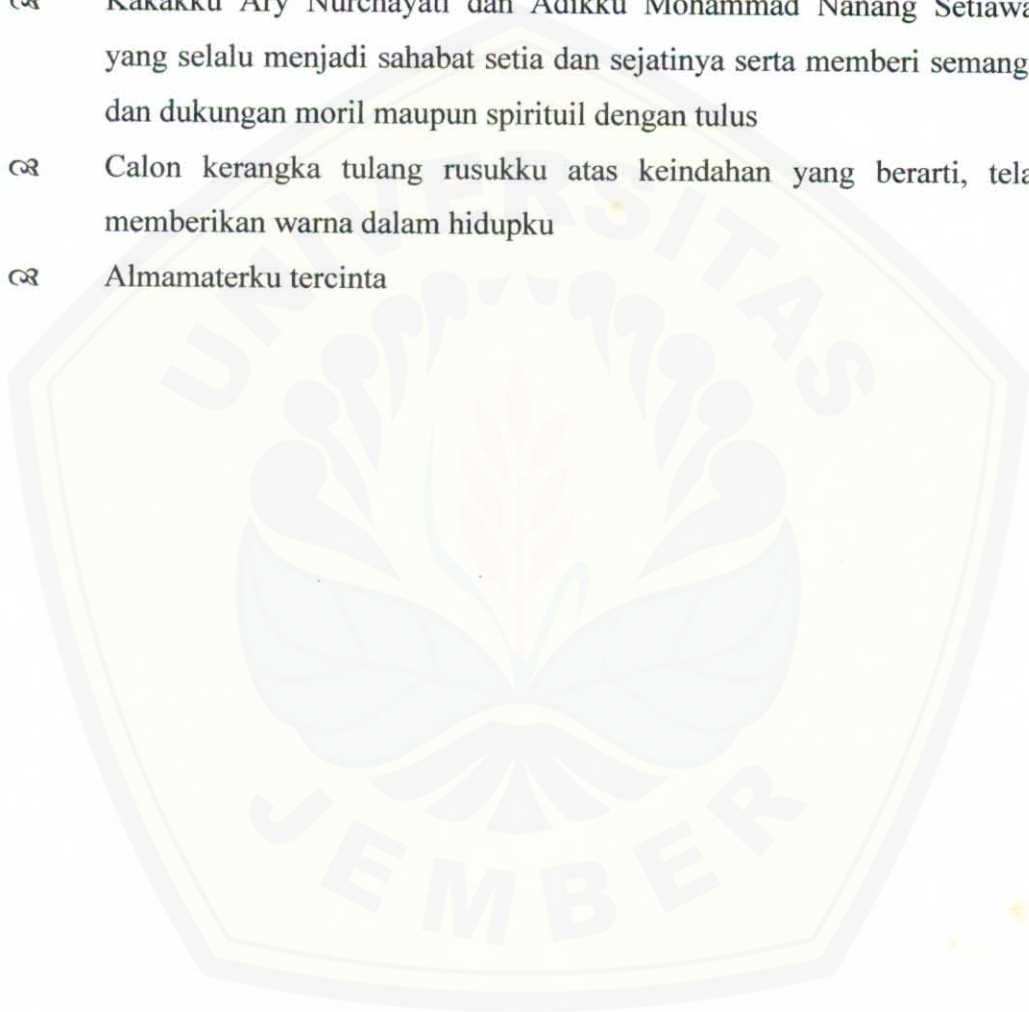 Kakakku Ary Nurchayati dan Adikku Mohammad Nanang Setiawa
yang selalu menjadi sahabat setia dan sejatinya serta memberi semang
dan dukungan moril maupun spirituil dengan tulus
Calon kerangka tulang rusukku atas keindahan yang berarti, tela
memberikan warna dalam hidupku
Almamaterku tercinta
UNIVERSITAS
JEMBER